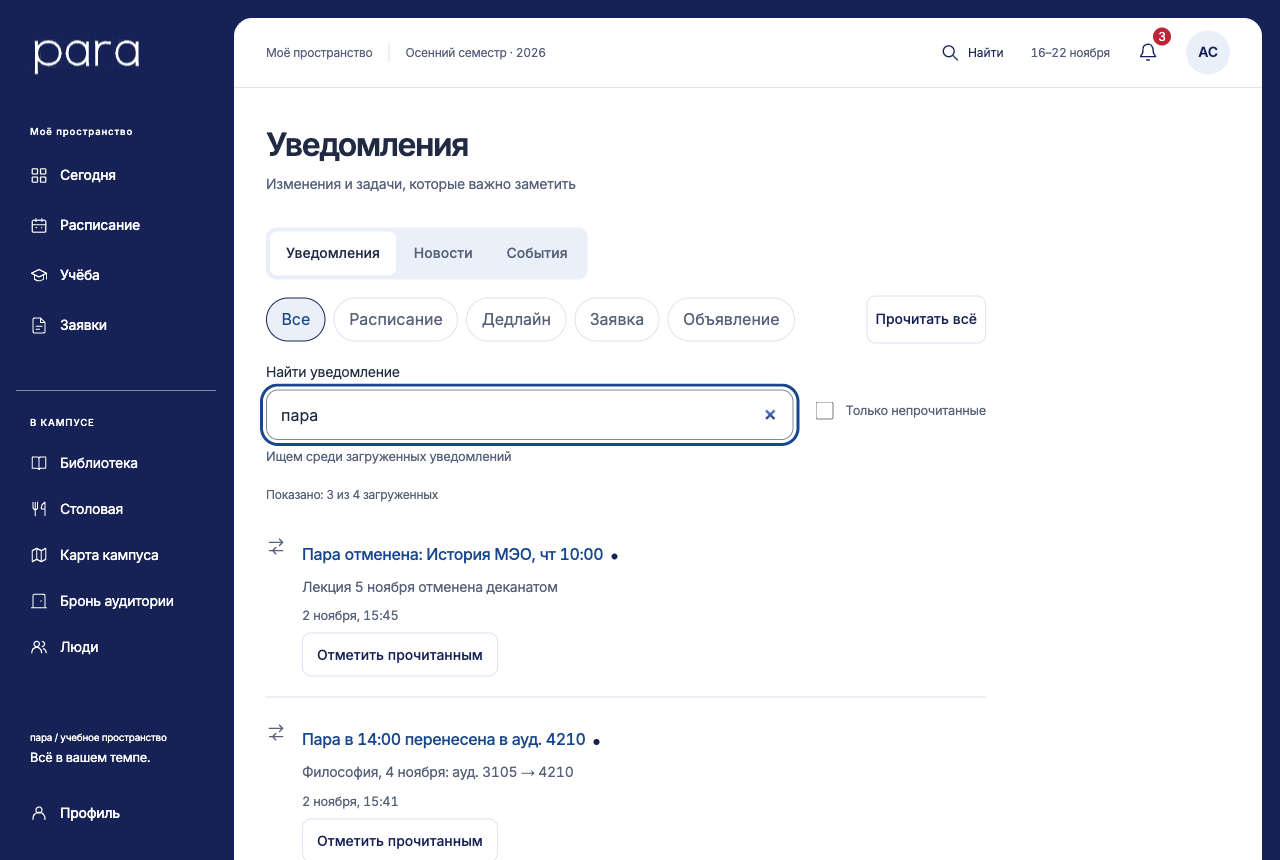 para
Моё пространство
Сегодня
Расписание
Учёба
Заявки
В КАМПУСЕ
Библиотека
Столовая
Карта кампуса
Бронь аудитории
Люди
пара / учебное пространство
Всё в вашем темпе.
Профиль
Моё пространство
Осенний семестр · 2026
Найти
16–22 ноября
3
АС
Уведомления
Изменения и задачи, которые важно заметить
Уведомления
Новости
События
Все
Расписание
Дедлайн
Заявка
Объявление
Прочитать всё
Найти уведомление
пара
Только непрочитанные
Ищем среди загруженных уведомлений
Показано: 3 из 4 загруженных
Пара отменена: История МЭО, чт 10:00
Лекция 5 ноября отменена деканатом
2 ноября, 15:45
Отметить прочитанным
Пара в 14:00 перенесена в ауд. 4210
Философия, 4 ноября: ауд. 3105 → 4210
2 ноября, 15:41
Отметить прочитанным